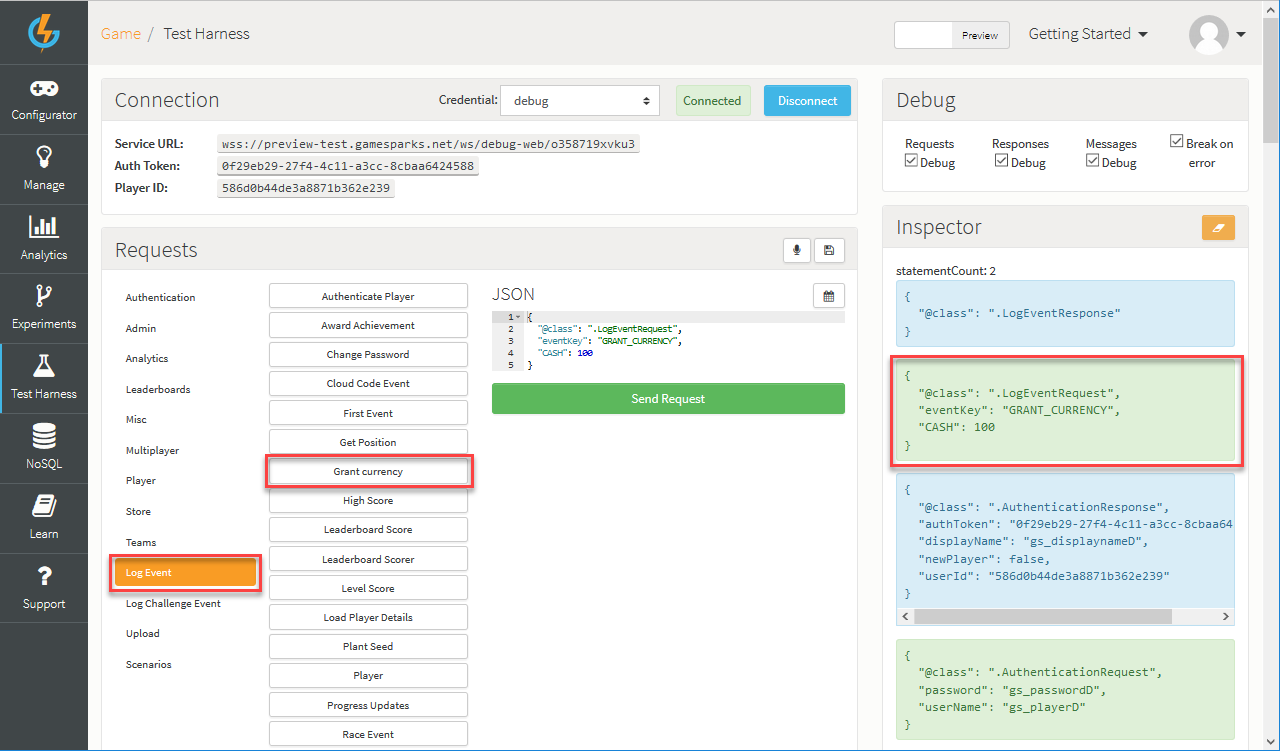 Game / Test Harness
Preview
Getting Started
Configurator
Manage
Analytics
Experiments
Test Harness
NoSQL
Learn
Support
Connection
Credential:
debug
Connected
Disconnect
Service URL:
wss://preview-test.gamesparks.net/ws/debug-web/o358719xvku3
Auth Token:
0f29eb29-27f4-4c11-a3cc-8cbaa6424588
Player ID:
586d0b44de3a8871b362e239
Requests
Authentication
Admin
Analytics
Leaderboards
Misc
Multiplayer
Player
Store
Teams
Log Event
Log Challenge Event
Upload
Scenarios
Authenticate Player
Award Achievement
Change Password
Cloud Code Event
First Event
Get Position
Grant currency
High Score
Leaderboard Score
Leaderboard Scorer
Level Score
Load Player Details
Plant Seed
Player
Progress Updates
Race Event
JSON
1 {
2 "@class": ".LogEventRequest",
3 "eventKey": "GRANT_CURRENCY",
4 "CASH": 100
5 }
Send Request
Debug
Requests
Debug
Responses
Debug
Messages
Debug
Break on
error
Inspector
statementCount: 2
{
"@class": ".LogEventResponse"
}
{
"@class": ".LogEventRequest",
"eventKey": "GRANT_CURRENCY",
"CASH": 100
}
{
"@class": ".AuthenticationResponse",
"authToken": "0f29eb29-27f4-4c11-a3cc-8cbaa64
"displayName": "gs_displaynameD",
"newPlayer": false,
"userId": "586d0b44de3a8871b362e239"
}
{
"@class": ".AuthenticationRequest",
"password": "gs_passwordD",
"userName": "gs_playerD"
}